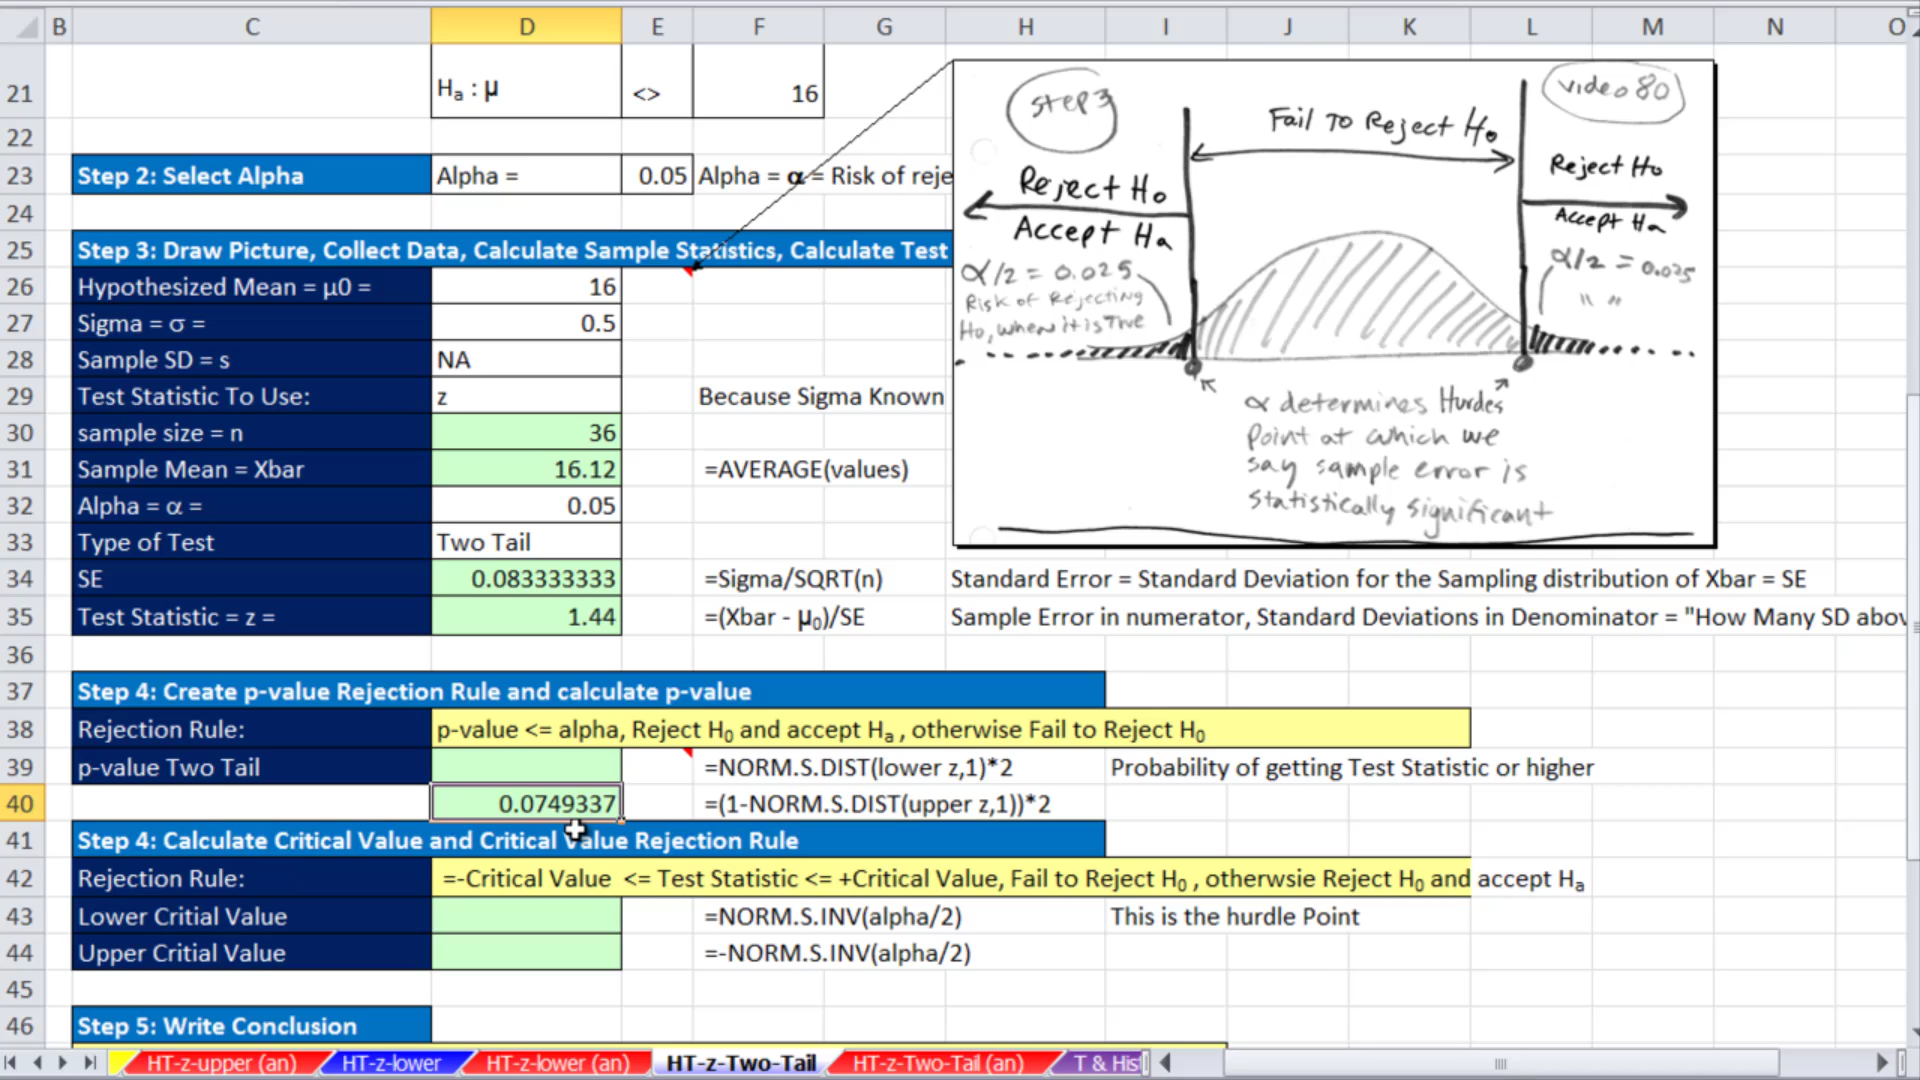 B C D E F G H I J K L M N O
21 Ha : μ <> 16
22
23 Step 2: Select Alpha Alpha = 0.05 Alpha = α = Risk of reje
24
25 Step 3: Draw Picture, Collect Data, Calculate Sample Statistics, Calculate Test
26 Hypothesized Mean = μ0 = 16
27 Sigma = σ = 0.5
28 Sample SD = s NA
29 Test Statistic To Use: z Because Sigma Known
30 sample size = n 36
31 Sample Mean = Xbar 16.12 =AVERAGE(values)
32 Alpha = α = 0.05
33 Type of Test Two Tail
34 SE 0.083333333 =Sigma/SQRT(n) Standard Error = Standard Deviation for the Sampling distribution of Xbar = SE
35 Test Statistic = z = 1.44 =(Xbar - μ0)/SE Sample Error in numerator, Standard Deviations in Denominator = "How Many SD abov
36
37 Step 4: Create p-value Rejection Rule and calculate p-value
38 Rejection Rule: p-value <= alpha, Reject H0 and accept Ha , otherwise Fail to Reject H0
39 p-value Two Tail =NORM.S.DIST(lower z,1)*2 Probability of getting Test Statistic or higher
40 0.0749337 =(1-NORM.S.DIST(upper z,1))*2
41 Step 4: Calculate Critical Value and Critical Value Rejection Rule
42 Rejection Rule: =-Critical Value <= Test Statistic <= +Critical Value, Fail to Reject H0 , otherwsie Reject H0 and accept Ha
43 Lower Critial Value =NORM.S.INV(alpha/2) This is the hurdle Point
44 Upper Critial Value =-NORM.S.INV(alpha/2)
45
46 Step 5: Write Conclusion
step 3
video 80
Fail To Reject Ho
Reject Ho
Accept Ha
α/2 = 0.025
Risk of Rejecting
Ho, when it is True
Reject Ho
Accept Ha
α/2 = 0.025
" "
α determines Hurdes
Point at which we
say sample error is
statistically significant
HT-z-upper (an) HT-z-lower HT-z-lower (an) HT-z-Two-Tail HT-z-Two-Tail (an) T & Hist